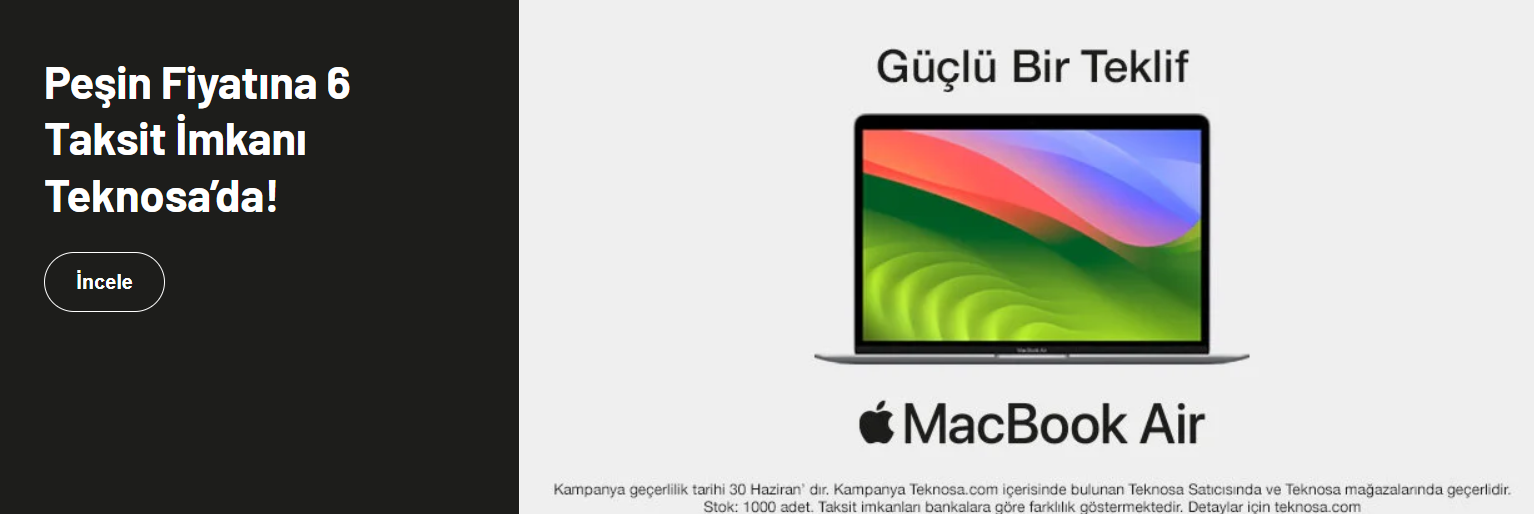 Peşin Fiyatına 6
Taksit İmkanı
Teknosa’da!
İncele
Güçlü Bir Teklif
MacBook Air
MacBook Air
Kampanya geçerlilik tarihi 30 Haziran' dır. Kampanya Teknosa.com içerisinde bulunan Teknosa Satıcısında ve Teknosa mağazalarında geçerlidir.
Stok: 1000 adet. Taksit imkanları bankalara göre farklılık göstermektedir. Detaylar için teknosa.com